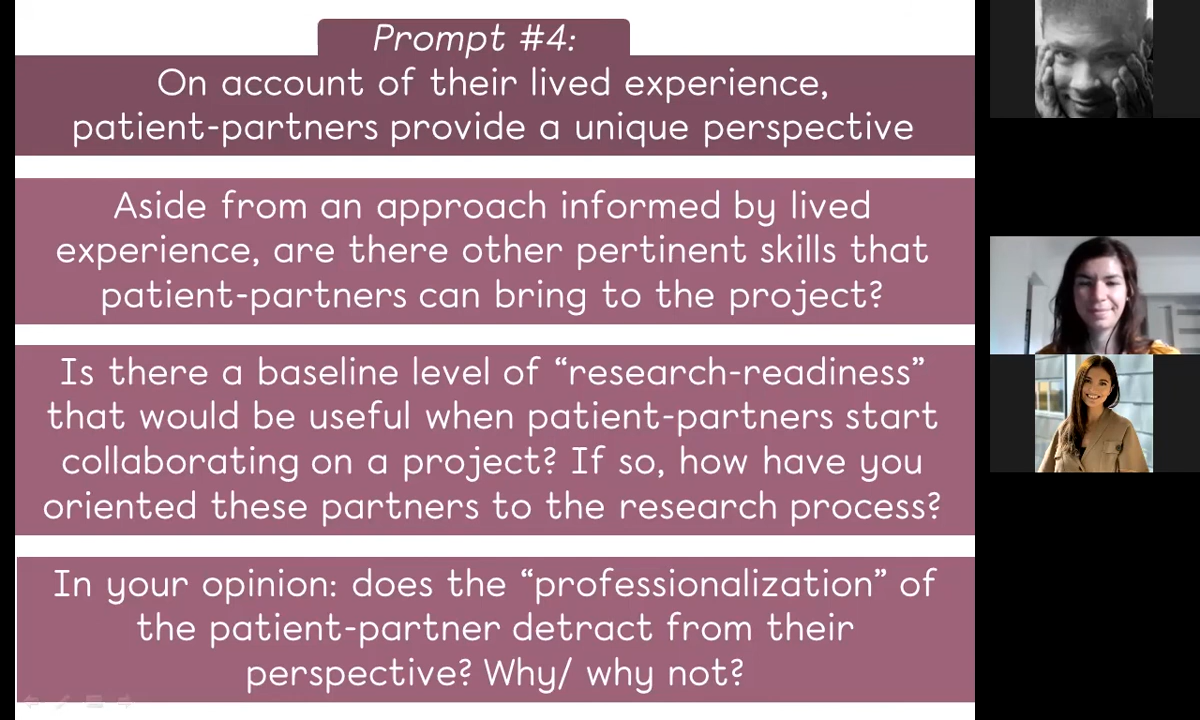 Prompt #4:
On account of their lived experience,
patient-partners provide a unique perspective
Aside from an approach informed by lived
experience, are there other pertinent skills that
patient-partners can bring to the project?
Is there a baseline level of “research-readiness”
that would be useful when patient-partners start
collaborating on a project? If so, how have you
oriented these partners to the research process?
In your opinion: does the “professionalization” of
the patient-partner detract from their
perspective? Why/ why not?